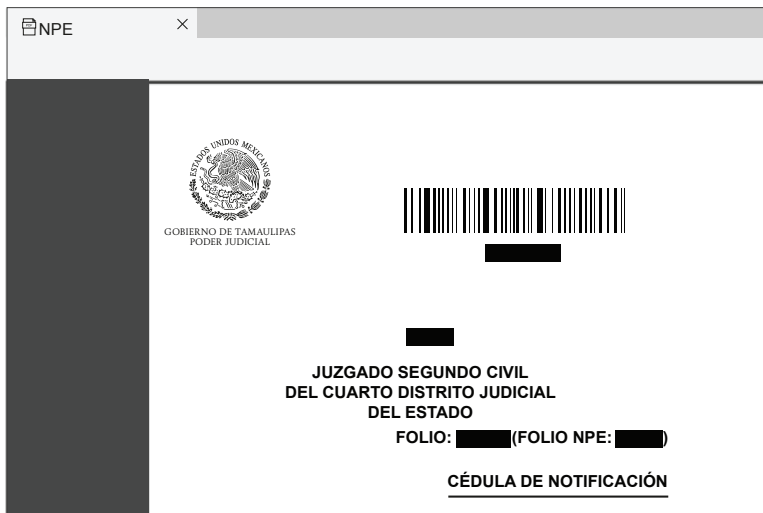 NPE
ESTADOS UNIDOS MEXICANOS
GOBIERNO DE TAMAULIPAS
PODER JUDICIAL
JUZGADO SEGUNDO CIVIL
DEL CUARTO DISTRITO JUDICIAL
DEL ESTADO
FOLIO: (FOLIO NPE: )
CÉDULA DE NOTIFICACIÓN